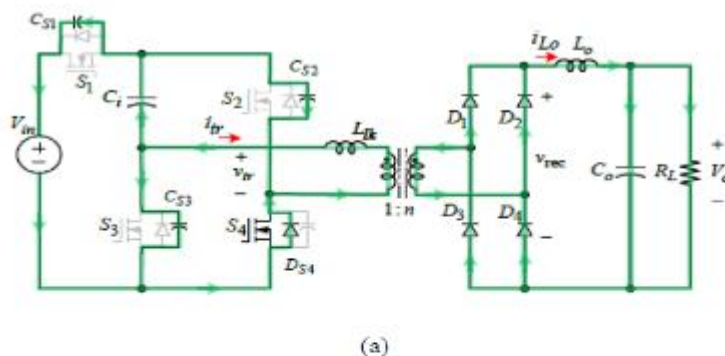 C_S1
S_1
V_in
C_i
S_2
C_S2
i_tr
L_lk
v_tr
C_S3
S_3
S_4
D_S4
1:n
D_1
D_2
D_3
D_4
v_rec
i_Lo
L_o
C_o
R_L
(a)